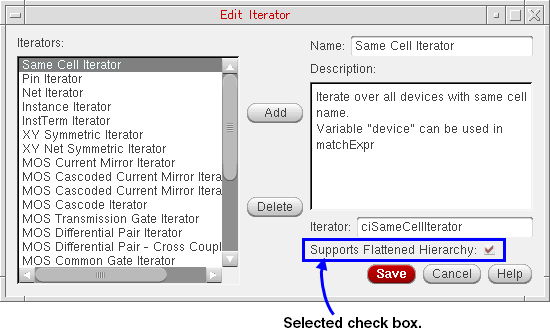 Edit Iterator
Iterators:
Same Cell Iterator
Pin Iterator
Net Iterator
Instance Iterator
InstTerm Iterator
XY Symmetric Iterator
XY Net Symmetric Iterator
MOS Current Mirror Iterator
MOS Cascoded Current Mirror Itera
MOS Cascoded Current Mirror Itera
MOS Cascode Iterator
MOS Transmission Gate Iterator
MOS Differential Pair Iterator
MOS Differential Pair - Cross Coupl
MOS Common Gate Iterator
Add
Delete
Name: Same Cell Iterator
Description:
Iterate over all devices with same cell
name.
Variable "device" can be used in
matchExpr
Iterator: ciSameCellIterator
Supports Flattened Hierarchy:
Save Cancel Help
Selected check box.